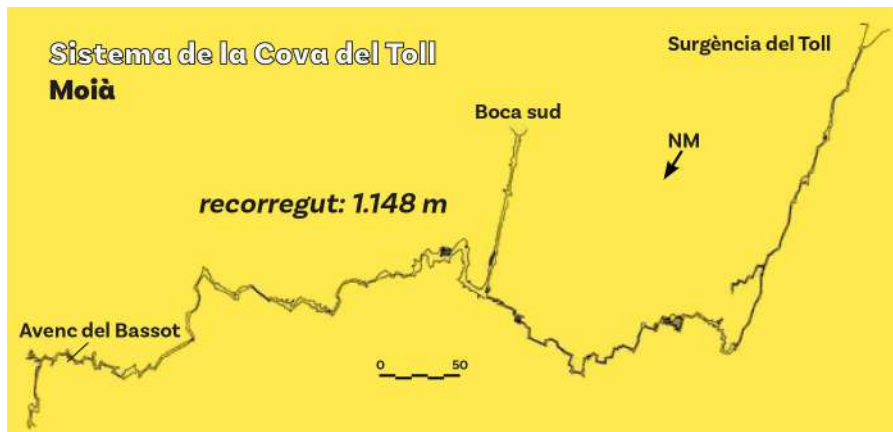 Sistema de la Cova del Toll
Moià
Surgència del Toll
Boca sud
NM
recorregut: 1.148 m
Avenc del Bassot
0 50